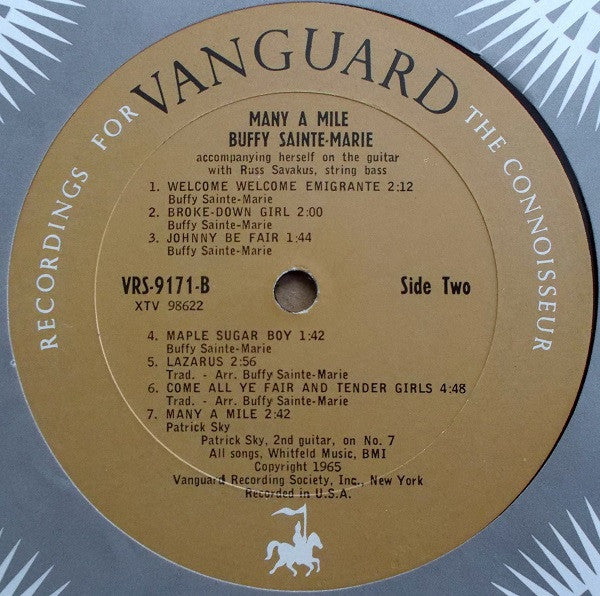 RECORDINGS FOR VANGUARD THE CONNOISSEUR
MANY A MILE
BUFFY SAINTE-MARIE
accompanying herself on the guitar
with Russ Savakus, string bass
1. WELCOME WELCOME EMIGRANTE 2:12
Buffy Sainte-Marie
2. BROKE-DOWN GIRL 2:00
Buffy Sainte-Marie
3. JOHNNY BE FAIR 1:44
Buffy Sainte-Marie
VRS-9171-B Side Two
XTV 98622
4. MAPLE SUGAR BOY 1:42
Buffy Sainte-Marie
5. LAZARUS 2:56
Trad. - Arr. Buffy Sainte-Marie
6. COME ALL YE FAIR AND TENDER GIRLS 4:48
Trad. - Arr. Buffy Sainte-Marie
7. MANY A MILE 2:42
Patrick Sky
Patrick Sky, 2nd guitar, on No. 7
All songs, Whitfeld Music, BMI
Copyright 1965
Vanguard Recording Society, Inc., New York
Recorded in U.S.A.